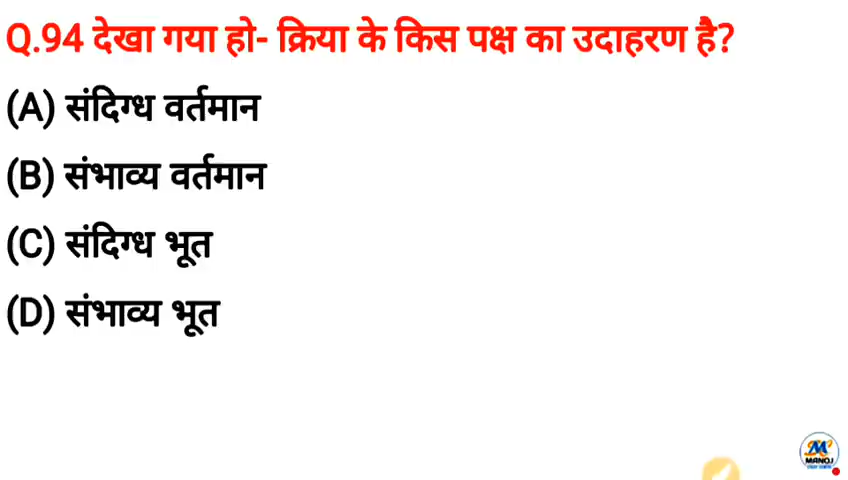 Q.94 देखा गया हो- क्रिया के किस पक्ष का उदाहरण है?
(A) संदिग्ध वर्तमान
(B) संभाव्य वर्तमान
(C) संदिग्ध भूत
(D) संभाव्य भूत
MANOJ